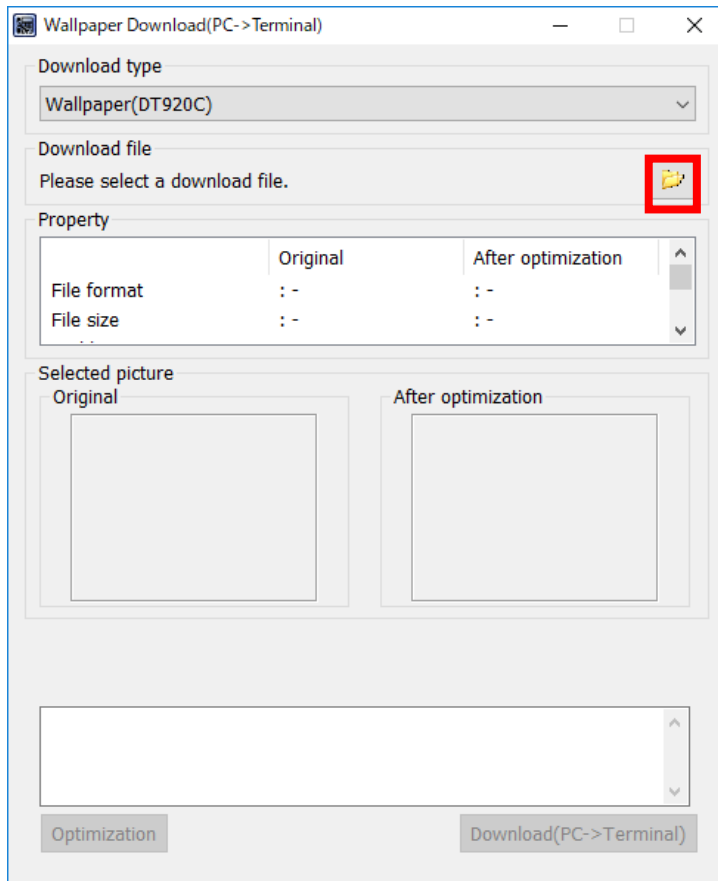 Wallpaper Download(PC->Terminal)
Download type
Wallpaper(DT920C)
Download file
Please select a download file.
Property
Original After optimization
File format : - : -
File size : - : -
Selected picture
Original After optimization
Optimization Download(PC->Terminal)